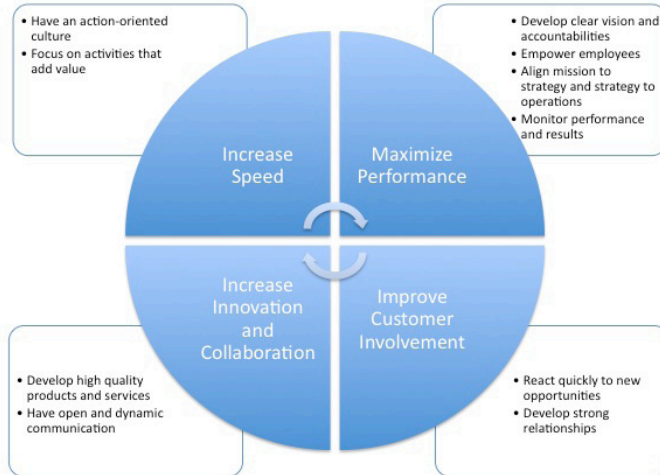 • Have an action-oriented
culture
• Focus on activities that
add value
• Develop clear vision and
accountabilities
• Empower employees
• Align mission to
strategy and strategy to
operations
• Monitor performance
and results
Increase
Speed
Maximize
Performance
Increase
Innovation
and
Collaboration
Improve
Customer
Involvement
• Develop high quality
products and services
• Have open and dynamic
communication
• React quickly to new
opportunities
• Develop strong
relationships